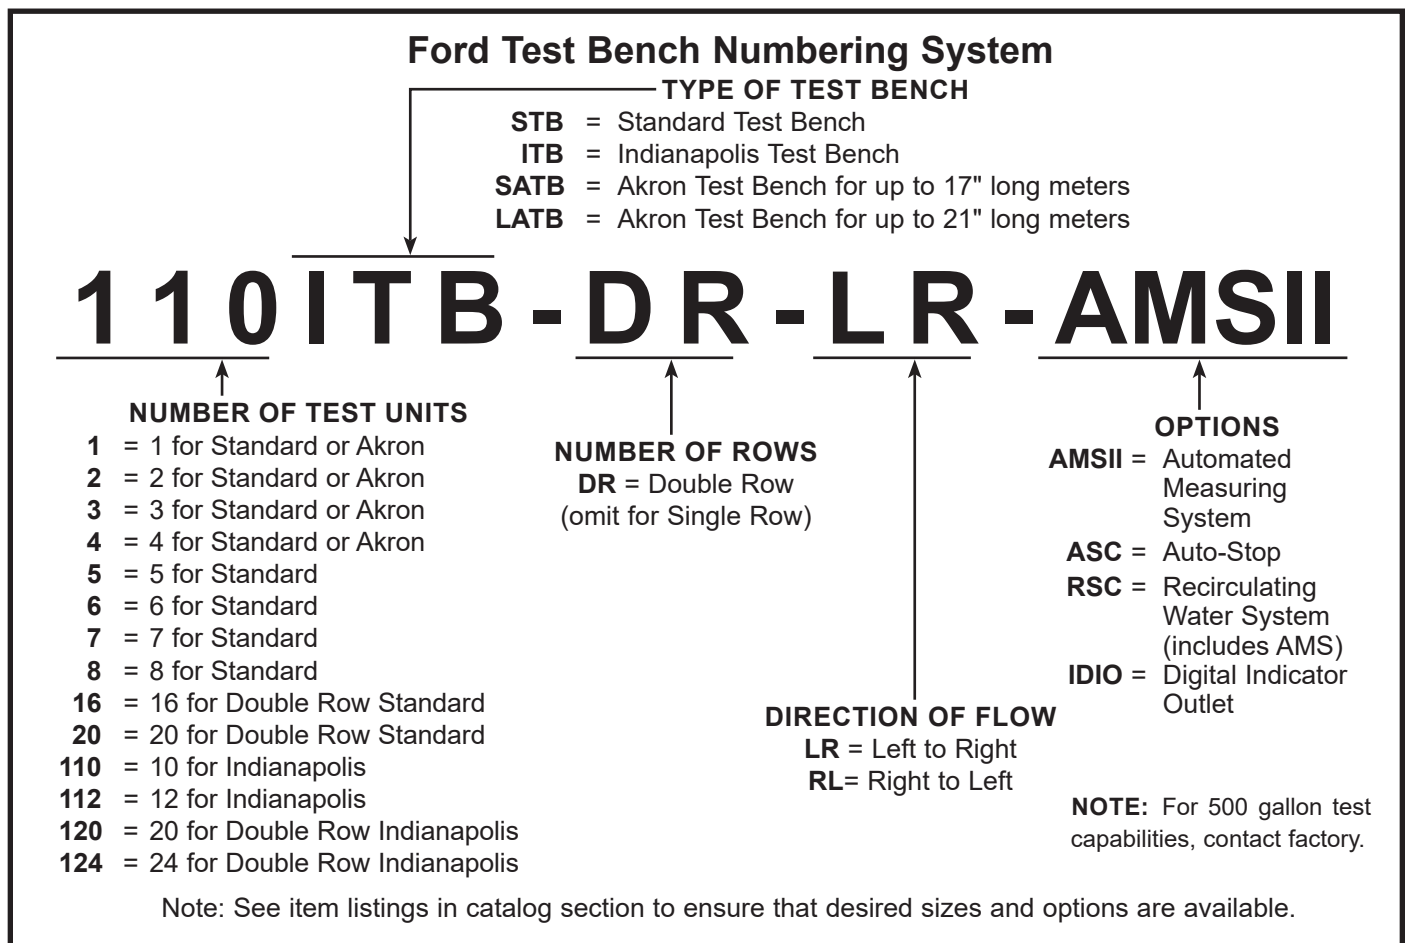 Ford Test Bench Numbering System
TYPE OF TEST BENCH
STB = Standard Test Bench
ITB = Indianapolis Test Bench
SATB = Akron Test Bench for up to 17" long meters
LATB = Akron Test Bench for up to 21" long meters
110ITB-DR-LR-AMSII
NUMBER OF TEST UNITS
1 = 1 for Standard or Akron
2 = 2 for Standard or Akron
3 = 3 for Standard or Akron
4 = 4 for Standard or Akron
5 = 5 for Standard
6 = 6 for Standard
7 = 7 for Standard
8 = 8 for Standard
16 = 16 for Double Row Standard
20 = 20 for Double Row Standard
110 = 10 for Indianapolis
112 = 12 for Indianapolis
120 = 20 for Double Row Indianapolis
124 = 24 for Double Row Indianapolis
NUMBER OF ROWS
DR = Double Row
(omit for Single Row)
DIRECTION OF FLOW
LR = Left to Right
RL= Right to Left
OPTIONS
AMSII = Automated
Measuring
System
ASC = Auto-Stop
RSC = Recirculating
Water System
(includes AMS)
IDIO = Digital Indicator
Outlet
NOTE: For 500 gallon test
capabilities, contact factory.
Note: See item listings in catalog section to ensure that desired sizes and options are available.